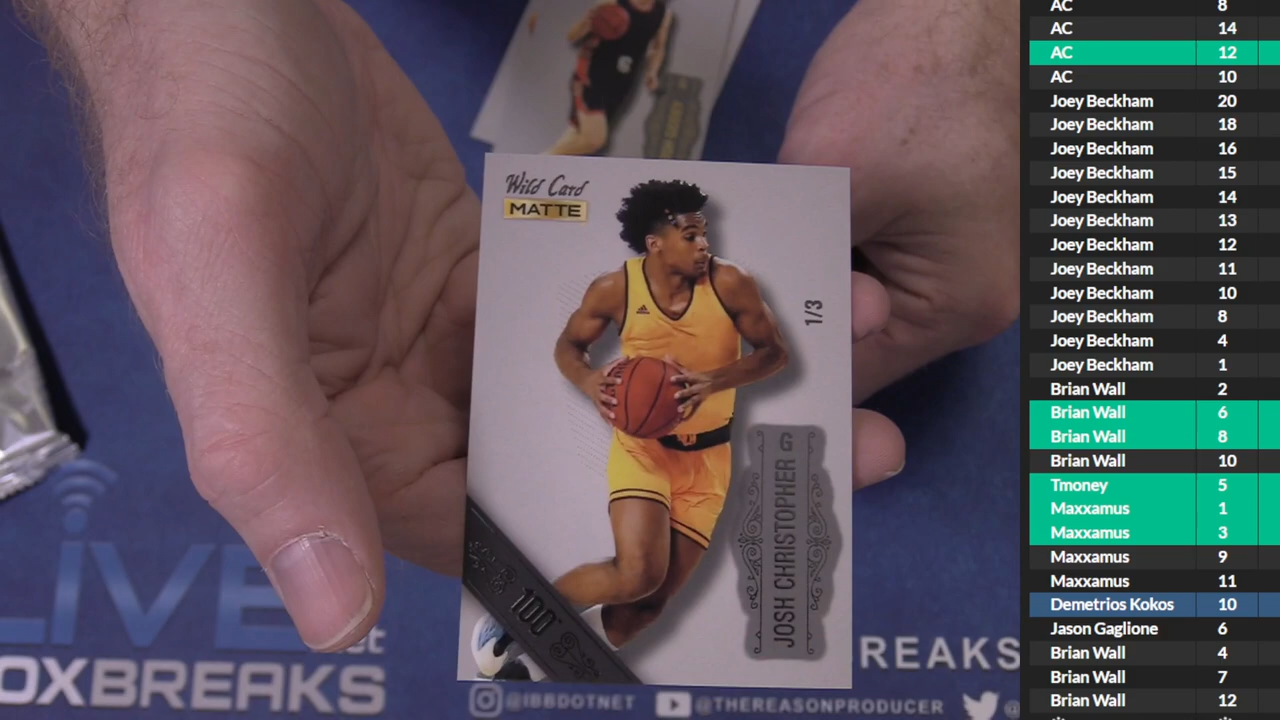 Wild Card
MATTE
1/3
JOSH CHRISTOPHER G
100
LIVE
OXBREAKS
REAKS
@IBBDOTNET
@THEREASONPRODUCER
AC 8
AC 14
AC 12
AC 10
Joey Beckham 20
Joey Beckham 18
Joey Beckham 16
Joey Beckham 15
Joey Beckham 14
Joey Beckham 13
Joey Beckham 12
Joey Beckham 11
Joey Beckham 10
Joey Beckham 8
Joey Beckham 4
Joey Beckham 1
Brian Wall 2
Brian Wall 6
Brian Wall 8
Brian Wall 10
Tmoney 5
Maxxamus 1
Maxxamus 3
Maxxamus 9
Maxxamus 11
Demetrios Kokos 10
Jason Gaglione 6
Brian Wall 4
Brian Wall 7
Brian Wall 12